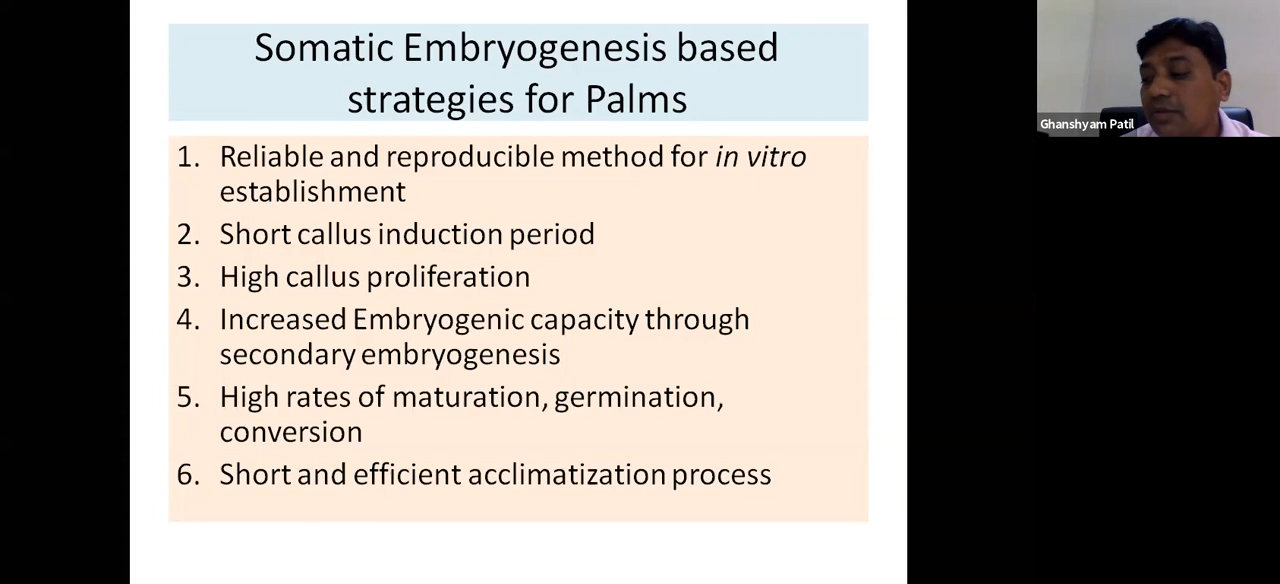 Somatic Embryogenesis based
strategies for Palms
1. Reliable and reproducible method for in vitro
establishment
2. Short callus induction period
3. High callus proliferation
4. Increased Embryogenic capacity through
secondary embryogenesis
5. High rates of maturation, germination,
conversion
6. Short and efficient acclimatization process
Ghanshyam Patil